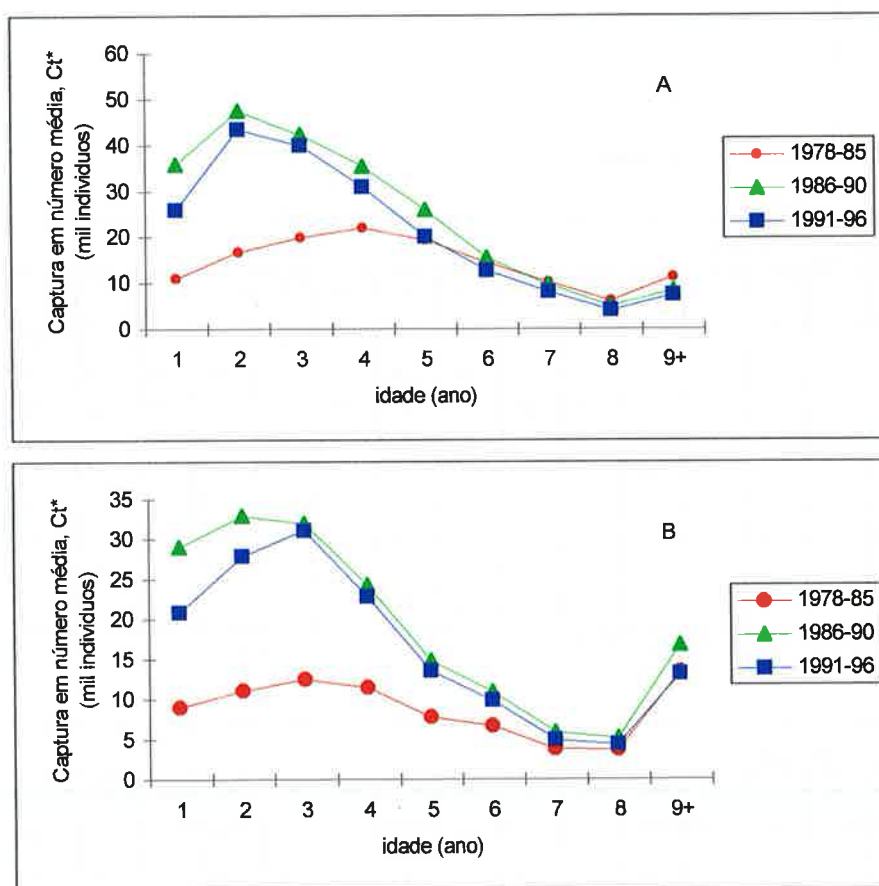 A
Captura em número média, Ct*
(mil individuos)
60
50
40
30
20
10
0
1 2 3 4 5 6 7 8 9+
idade (ano)
1978-85
1986-90
1991-96
B
Captura em número média, Ct*
(mil individuos)
35
30
25
20
15
10
5
0
1 2 3 4 5 6 7 8 9+
idade (ano)
1978-85
1986-90
1991-96